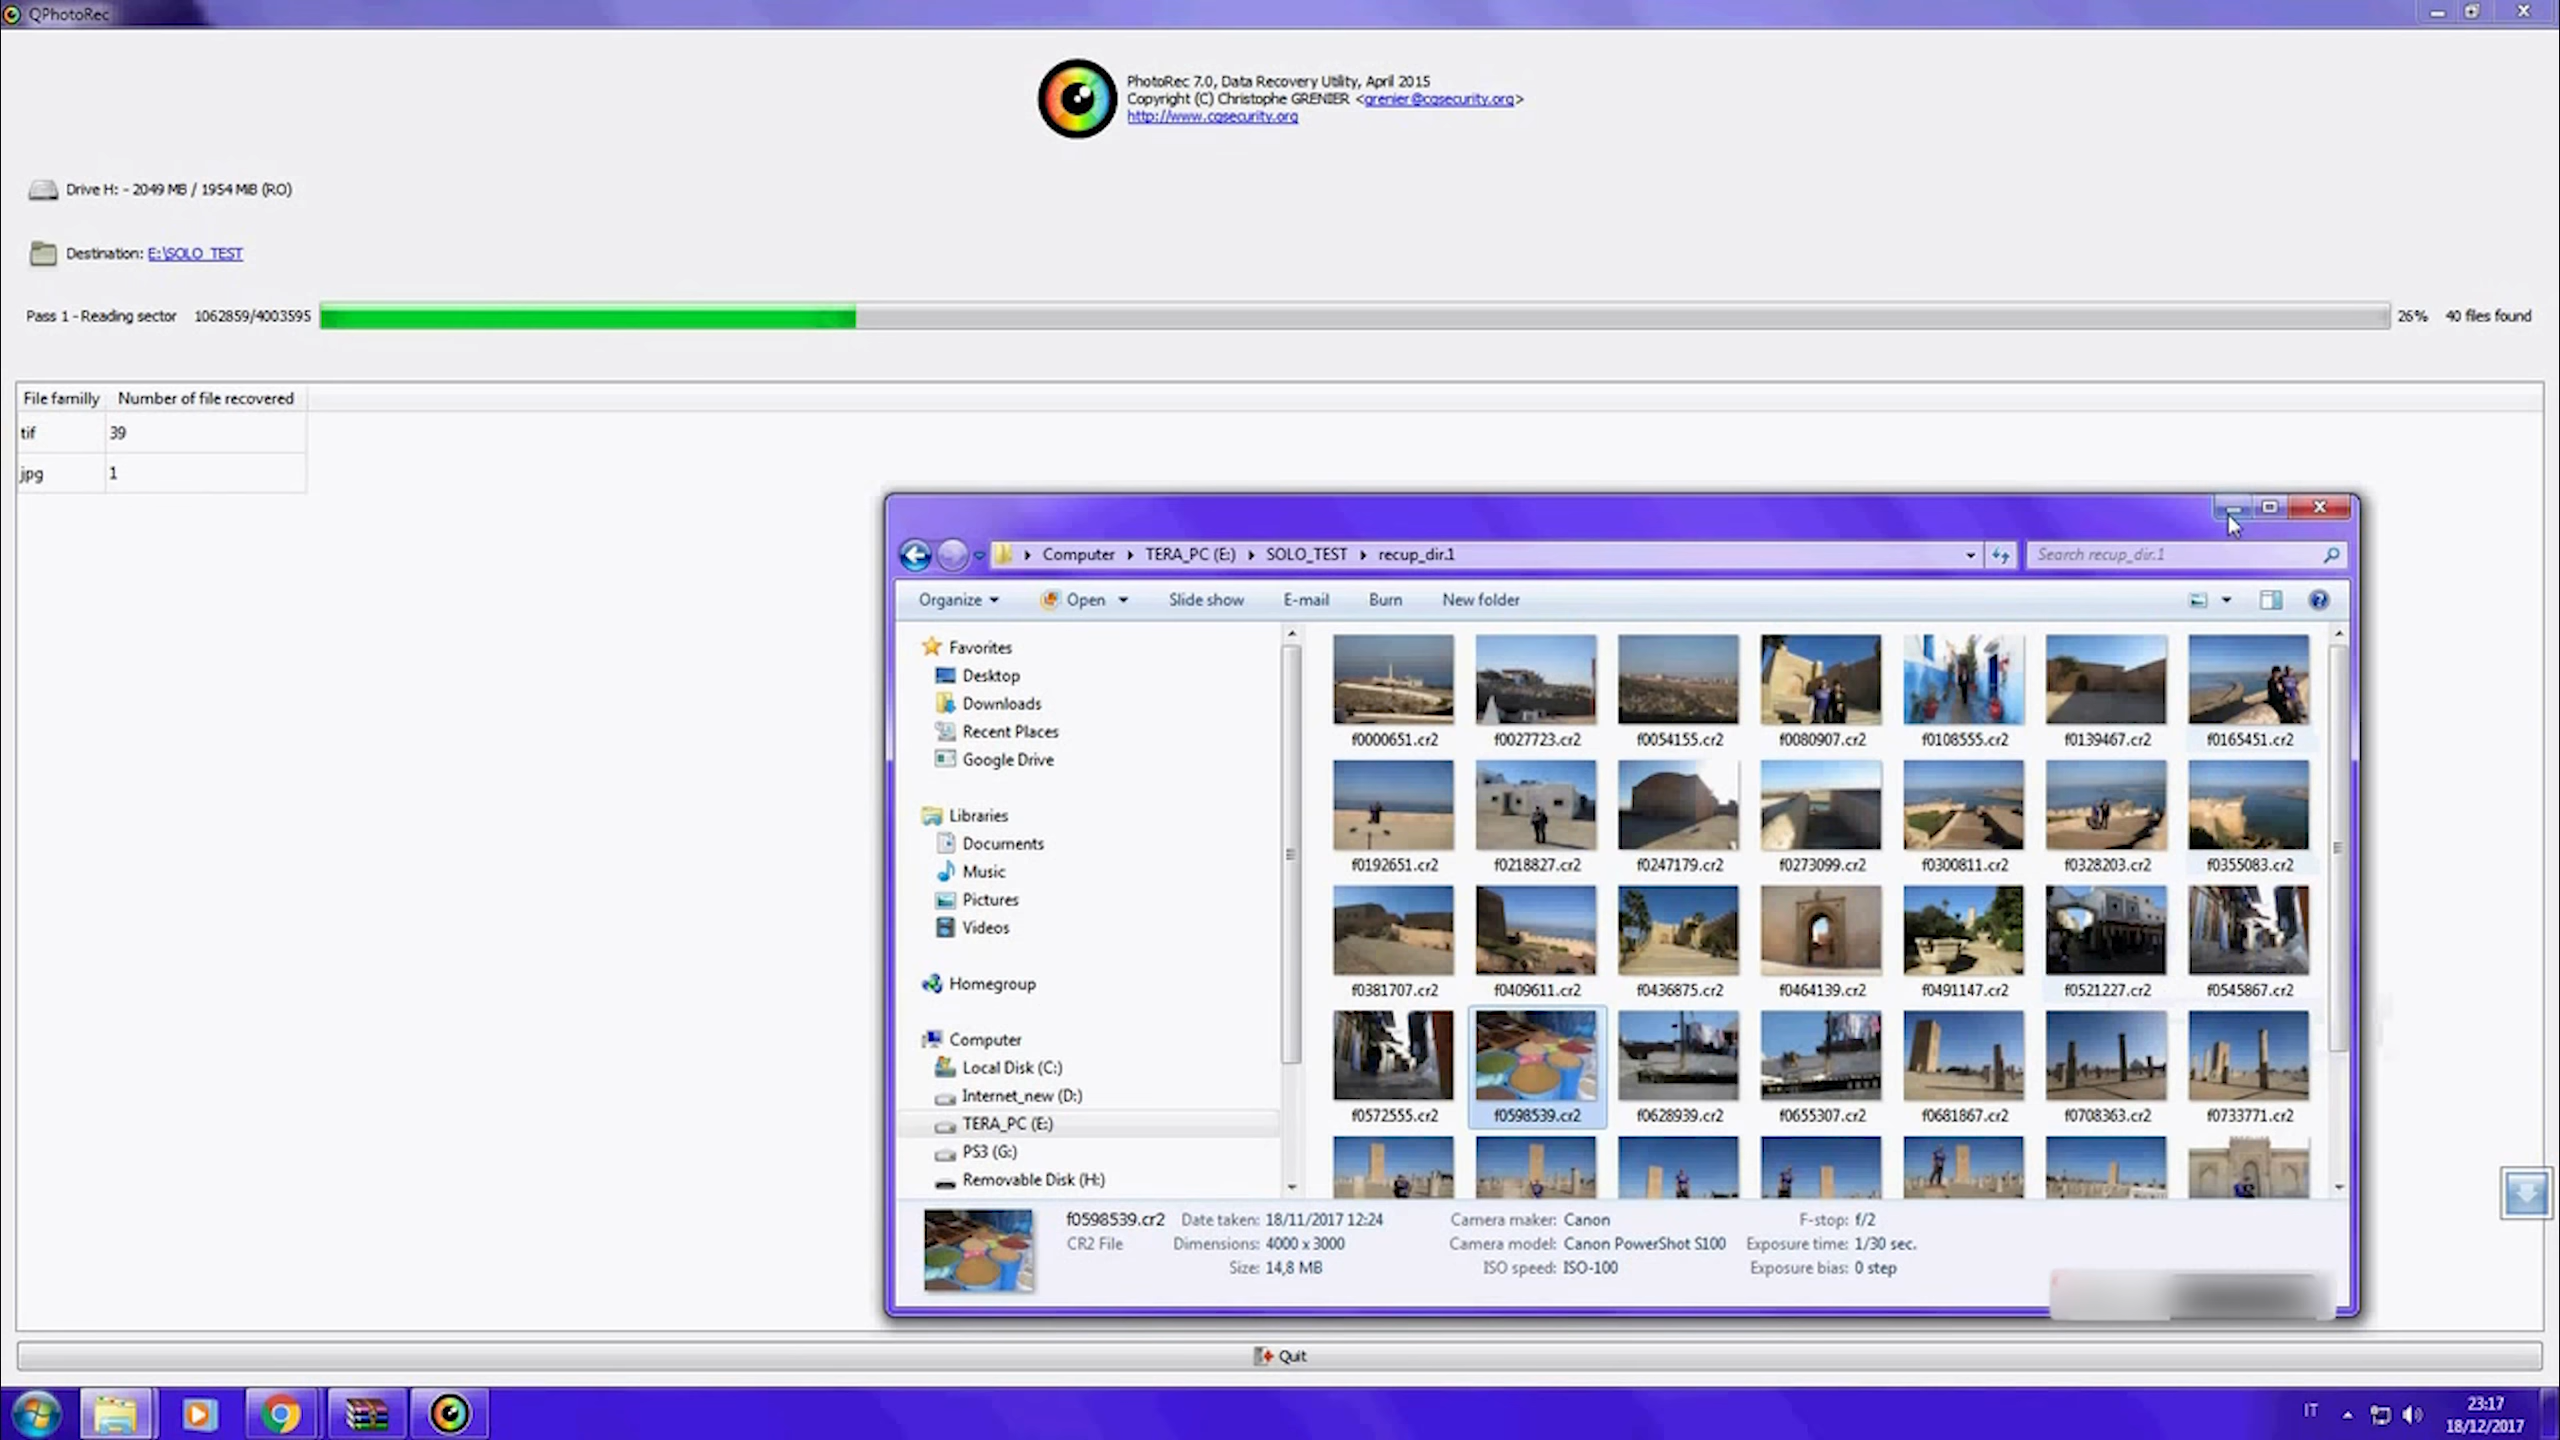 QPhotoRec
PhotoRec 7.0, Data Recovery Utility, April 2015
Copyright (C) Christophe GRENIER <grenier@cgsecurity.org>
http://www.cgsecurity.org
Drive H: - 2049 MB / 1954 MiB (RO)
Destination: E:\SOLO_TEST
Pass 1 - Reading sector 1062859/4003595 26% 40 files found
File familly Number of file recovered
tif 39
jpg 1
Computer TERA_PC (E:) SOLO_TEST recup_dir.1 Search recup_dir.1
Organize Open Slide show E-mail Burn New folder
Favorites
Desktop
Downloads
Recent Places
Google Drive
Libraries
Documents
Music
Pictures
Videos
Homegroup
Computer
Local Disk (C:)
Internet_new (D:)
TERA_PC (E:)
PS3 (G:)
Removable Disk (H:)
f0000651.cr2 f0027723.cr2 f0054155.cr2 f0080907.cr2 f0108555.cr2 f0139467.cr2 f0165451.cr2
f0192651.cr2 f0218827.cr2 f0247179.cr2 f0273099.cr2 f0300811.cr2 f0328203.cr2 f0355083.cr2
f0381707.cr2 f0409611.cr2 f0436875.cr2 f0464139.cr2 f0491147.cr2 f0521227.cr2 f0545867.cr2
f0572555.cr2 f0598539.cr2 f0628939.cr2 f0655307.cr2 f0681867.cr2 f0708363.cr2 f0733771.cr2
f0598539.cr2 Date taken: 18/11/2017 12:24 Camera maker: Canon F-stop: f/2
CR2 File Dimensions: 4000 x 3000 Camera model: Canon PowerShot S100 Exposure time: 1/30 sec.
Size: 14,8 MB ISO speed: ISO-100 Exposure bias: 0 step
Quit
IT 23:17
18/12/2017